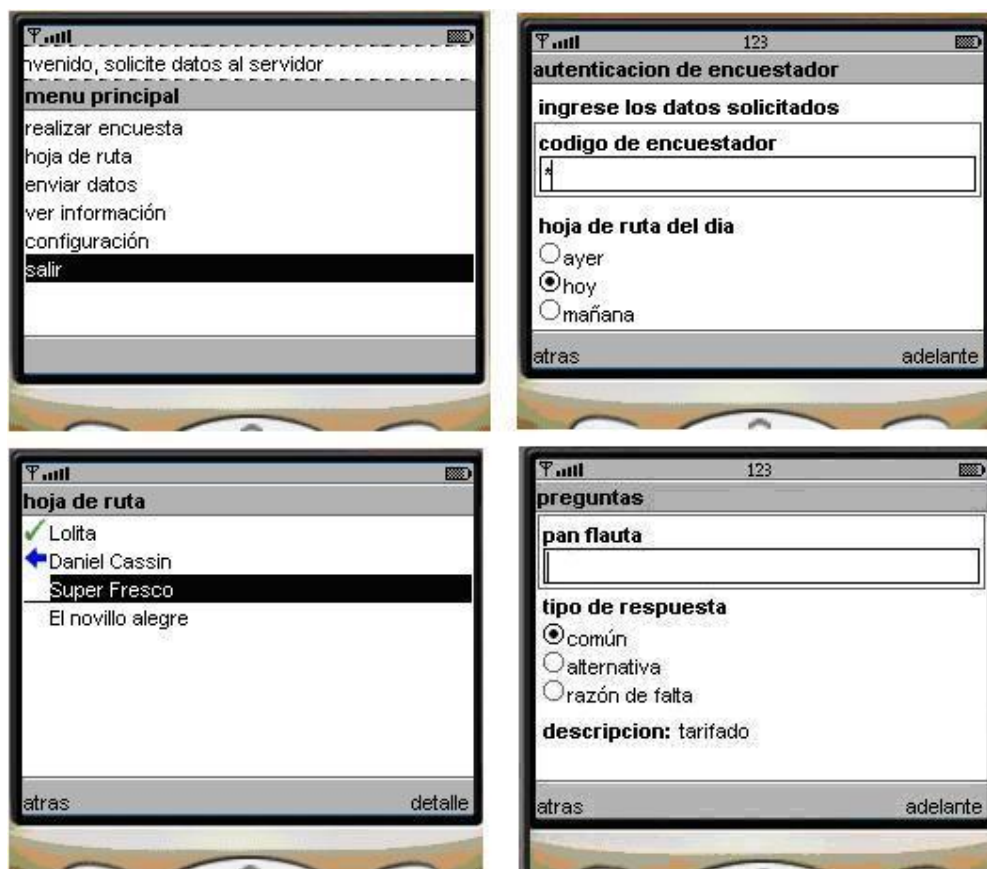 nvenido, solicite datos al servidor
menu principal
realizar encuesta
hoja de ruta
enviar datos
ver información
configuración
salir
123
autenticacion de encuestador
ingrese los datos solicitados
codigo de encuestador
*
hoja de ruta del dia
ayer
hoy
mañana
atras adelante
hoja de ruta
Lolita
Daniel Cassin
Super Fresco
El novillo alegre
atras detalle
123
preguntas
pan flauta
tipo de respuesta
común
alternativa
razón de falta
descripcion: tarifado
atras adelante